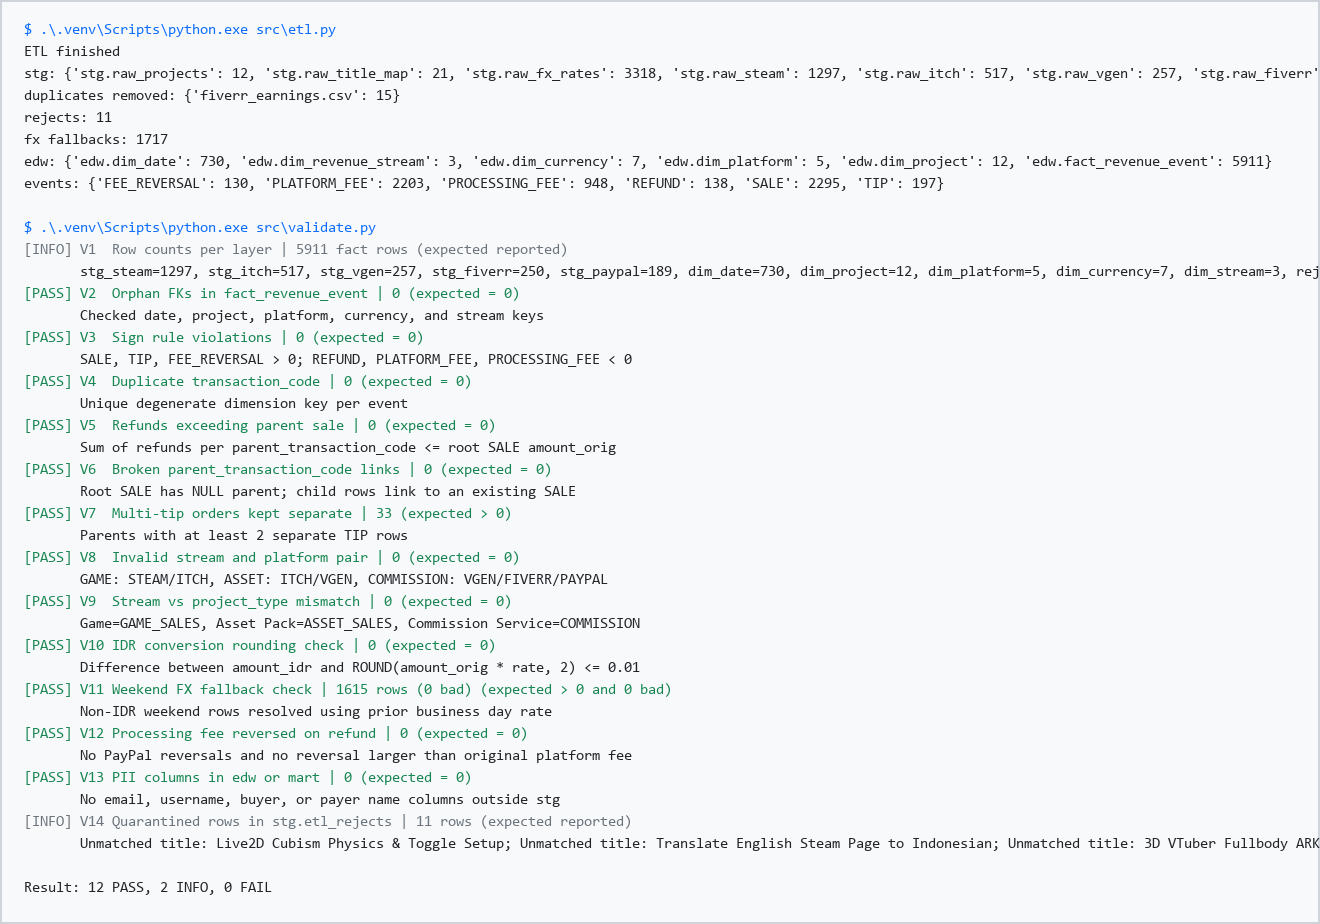 $ .\.venv\Scripts\python.exe src\etl.py
ETL finished
stg: {'stg.raw_projects': 12, 'stg.raw_title_map': 21, 'stg.raw_fx_rates': 3318, 'stg.raw_steam': 1297, 'stg.raw_itch': 517, 'stg.raw_vgen': 257, 'stg.raw_fiverr'
duplicates removed: {'fiverr_earnings.csv': 15}
rejects: 11
fx fallbacks: 1717
edw: {'edw.dim_date': 730, 'edw.dim_revenue_stream': 3, 'edw.dim_currency': 7, 'edw.dim_platform': 5, 'edw.dim_project': 12, 'edw.fact_revenue_event': 5911}
events: {'FEE_REVERSAL': 130, 'PLATFORM_FEE': 2203, 'PROCESSING_FEE': 948, 'REFUND': 138, 'SALE': 2295, 'TIP': 197}
$ .\.venv\Scripts\python.exe src\validate.py
[INFO] V1  Row counts per layer | 5911 fact rows (expected reported)
stg_steam=1297, stg_itch=517, stg_vgen=257, stg_fiverr=250, stg_paypal=189, dim_date=730, dim_project=12, dim_platform=5, dim_currency=7, dim_stream=3, rej
[PASS] V2  Orphan FKs in fact_revenue_event | 0 (expected = 0)
Checked date, project, platform, currency, and stream keys
[PASS] V3  Sign rule violations | 0 (expected = 0)
SALE, TIP, FEE_REVERSAL > 0; REFUND, PLATFORM_FEE, PROCESSING_FEE < 0
[PASS] V4  Duplicate transaction_code | 0 (expected = 0)
Unique degenerate dimension key per event
[PASS] V5  Refunds exceeding parent sale | 0 (expected = 0)
Sum of refunds per parent_transaction_code <= root SALE amount_orig
[PASS] V6  Broken parent_transaction_code links | 0 (expected = 0)
Root SALE has NULL parent; child rows link to an existing SALE
[PASS] V7  Multi-tip orders kept separate | 33 (expected > 0)
Parents with at least 2 separate TIP rows
[PASS] V8  Invalid stream and platform pair | 0 (expected = 0)
GAME: STEAM/ITCH, ASSET: ITCH/VGEN, COMMISSION: VGEN/FIVERR/PAYPAL
[PASS] V9  Stream vs project_type mismatch | 0 (expected = 0)
Game=GAME_SALES, Asset Pack=ASSET_SALES, Commission Service=COMMISSION
[PASS] V10 IDR conversion rounding check | 0 (expected = 0)
Difference between amount_idr and ROUND(amount_orig * rate, 2) <= 0.01
[PASS] V11 Weekend FX fallback check | 1615 rows (0 bad) (expected > 0 and 0 bad)
Non-IDR weekend rows resolved using prior business day rate
[PASS] V12 Processing fee reversed on refund | 0 (expected = 0)
No PayPal reversals and no reversal larger than original platform fee
[PASS] V13 PII columns in edw or mart | 0 (expected = 0)
No email, username, buyer, or payer name columns outside stg
[INFO] V14 Quarantined rows in stg.etl_rejects | 11 rows (expected reported)
Unmatched title: Live2D Cubism Physics & Toggle Setup; Unmatched title: Translate English Steam Page to Indonesian; Unmatched title: 3D VTuber Fullbody ARK
Result: 12 PASS, 2 INFO, 0 FAIL